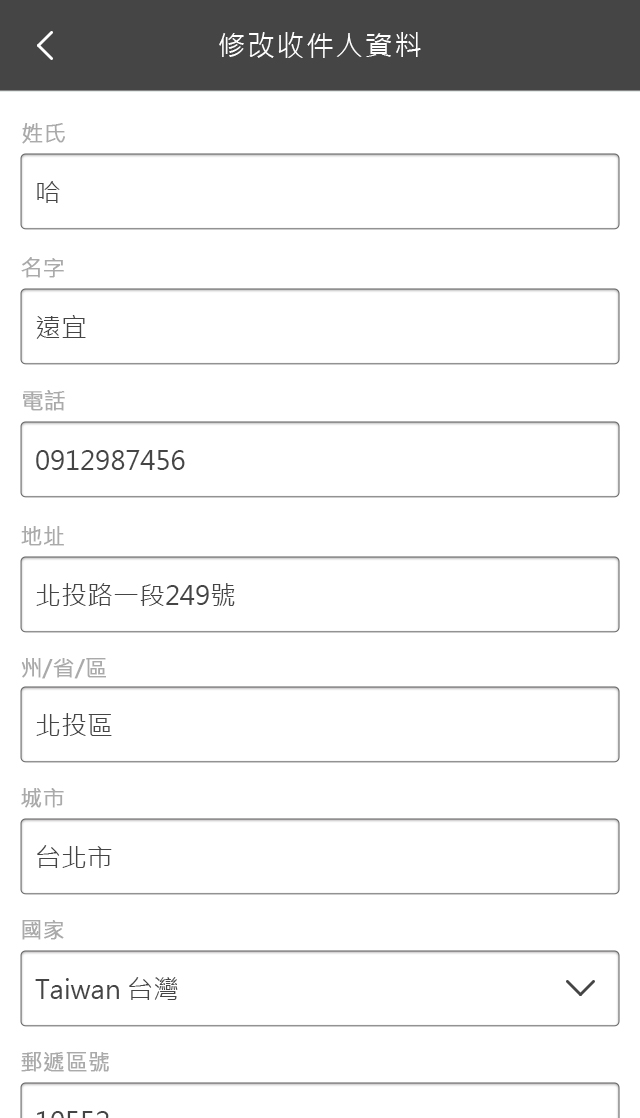 修改收件人資料
姓氏
哈
名字
遠宜
電話
0912987456
地址
北投路一段249號
州/省/區
北投區
城市
台北市
國家
Taiwan 台灣
郵遞區號